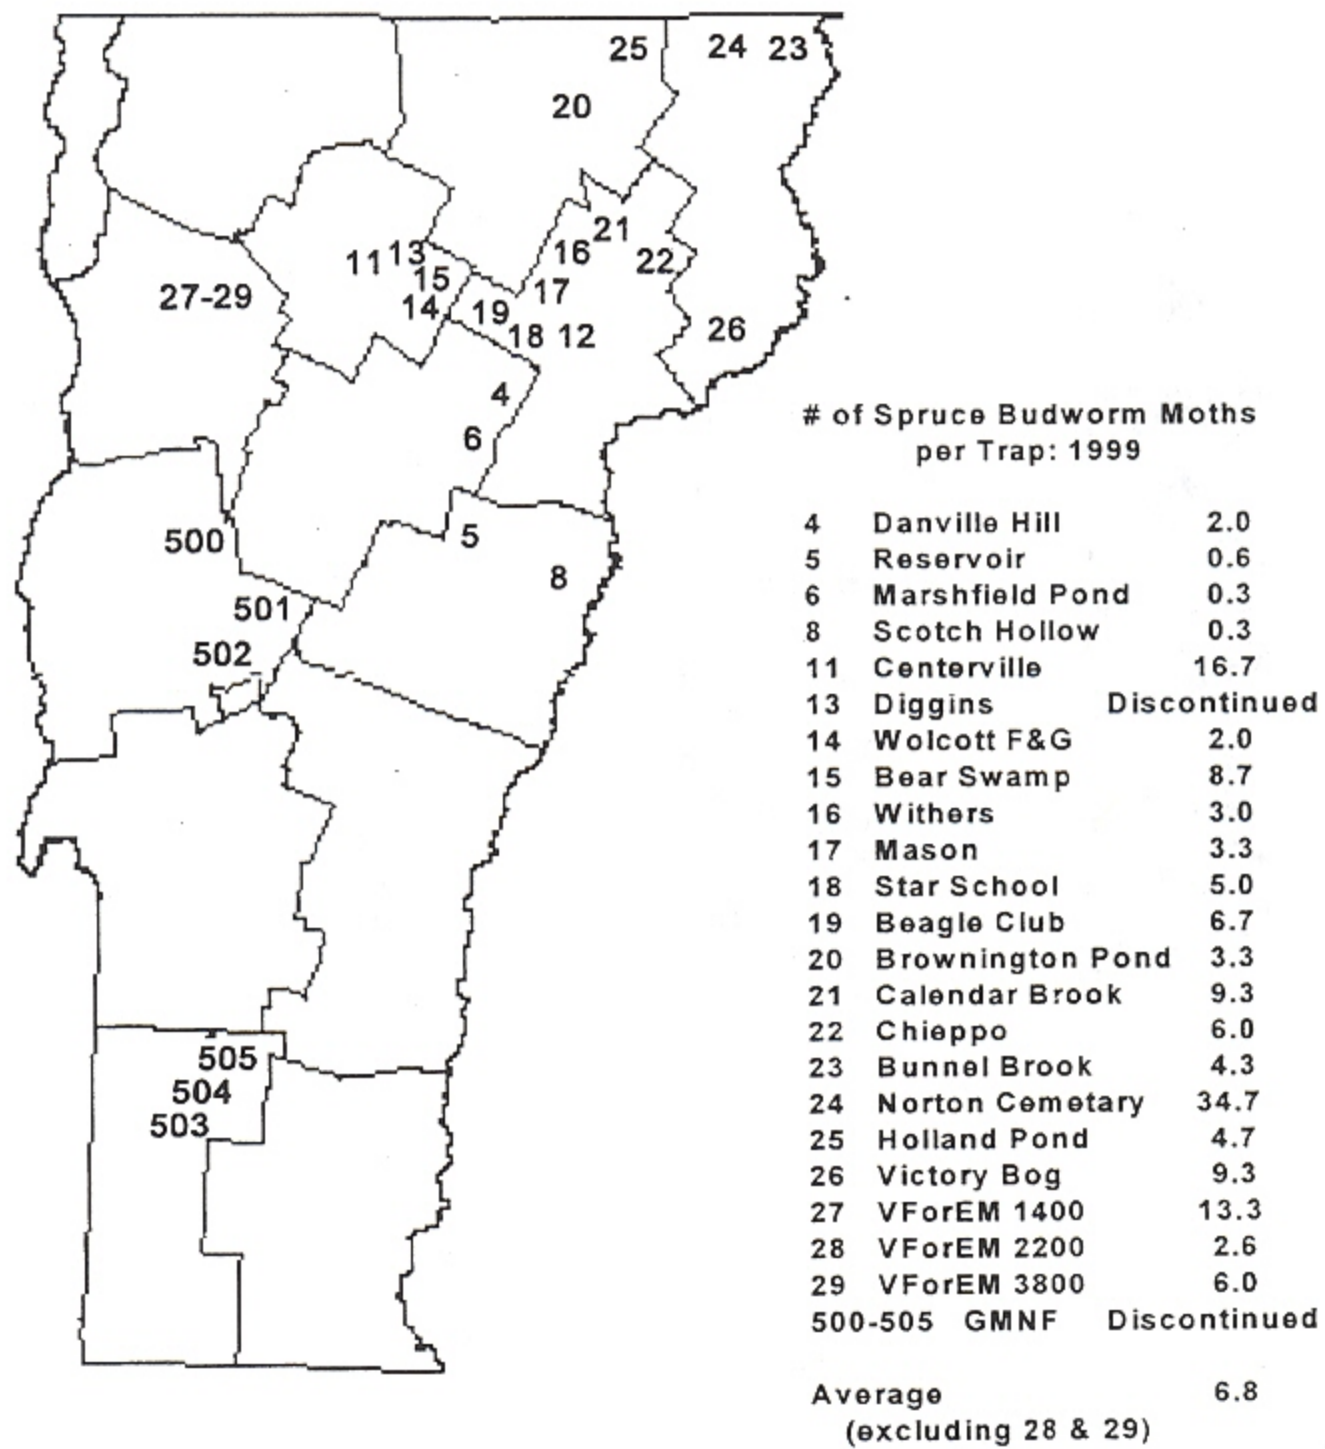 25 24 23
20
21
16
11 13 22
15
27-29 14 19 17
18 12 26
4
6
500 5
8
501
502
505
504
503
# of Spruce Budworm Moths
per Trap: 1999
4 Danville Hill 2.0
5 Reservoir 0.6
6 Marshfield Pond 0.3
8 Scotch Hollow 0.3
11 Centerville 16.7
13 Diggins Discontinued
14 Wolcott F&G 2.0
15 Bear Swamp 8.7
16 Withers 3.0
17 Mason 3.3
18 Star School 5.0
19 Beagle Club 6.7
20 Brownington Pond 3.3
21 Calendar Brook 9.3
22 Chieppo 6.0
23 Bunnel Brook 4.3
24 Norton Cemetary 34.7
25 Holland Pond 4.7
26 Victory Bog 9.3
27 VForEM 1400 13.3
28 VForEM 2200 2.6
29 VForEM 3800 6.0
500-505 GMNF Discontinued
Average 6.8
(excluding 28 & 29)